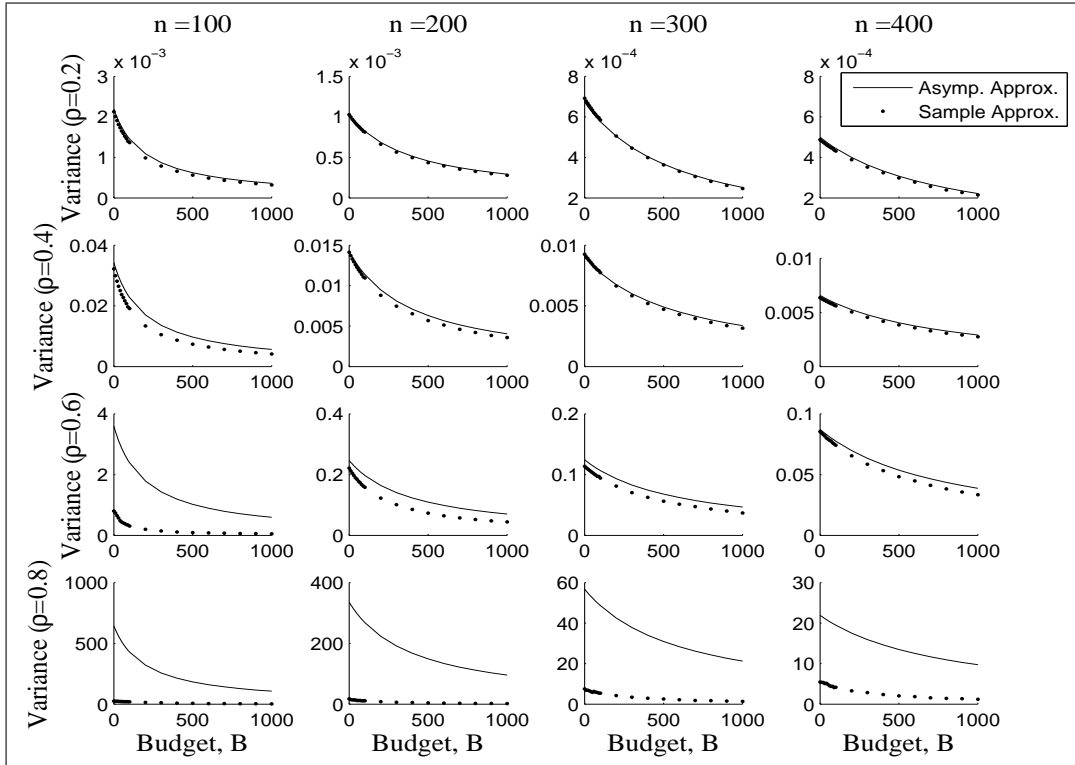 n =100 n =200 n =300 n =400
x 10⁻³ x 10⁻³ x 10⁻⁴ x 10⁻⁴
Asymp. Approx.
Sample Approx.
Variance (ρ=0.2)
3 2 1 0
0 500 1000
1.5 1 0.5 0
0 500 1000
8 6 4 2
0 500 1000
8 6 4 2
0 500 1000
Variance (ρ=0.4)
0.04 0.02 0
0 500 1000
0.015 0.01 0.005 0
0 500 1000
0.01 0.005 0
0 500 1000
0.01 0.005 0
0 500 1000
Variance (ρ=0.6)
4 2 0
0 500 1000
0.4 0.2 0
0 500 1000
0.2 0.1 0
0 500 1000
0.1 0.05 0
0 500 1000
Variance (ρ=0.8)
1000 500 0
0 500 1000
400 200 0
0 500 1000
60 40 20 0
0 500 1000
30 20 10 0
0 500 1000
Budget, B Budget, B Budget, B Budget, B